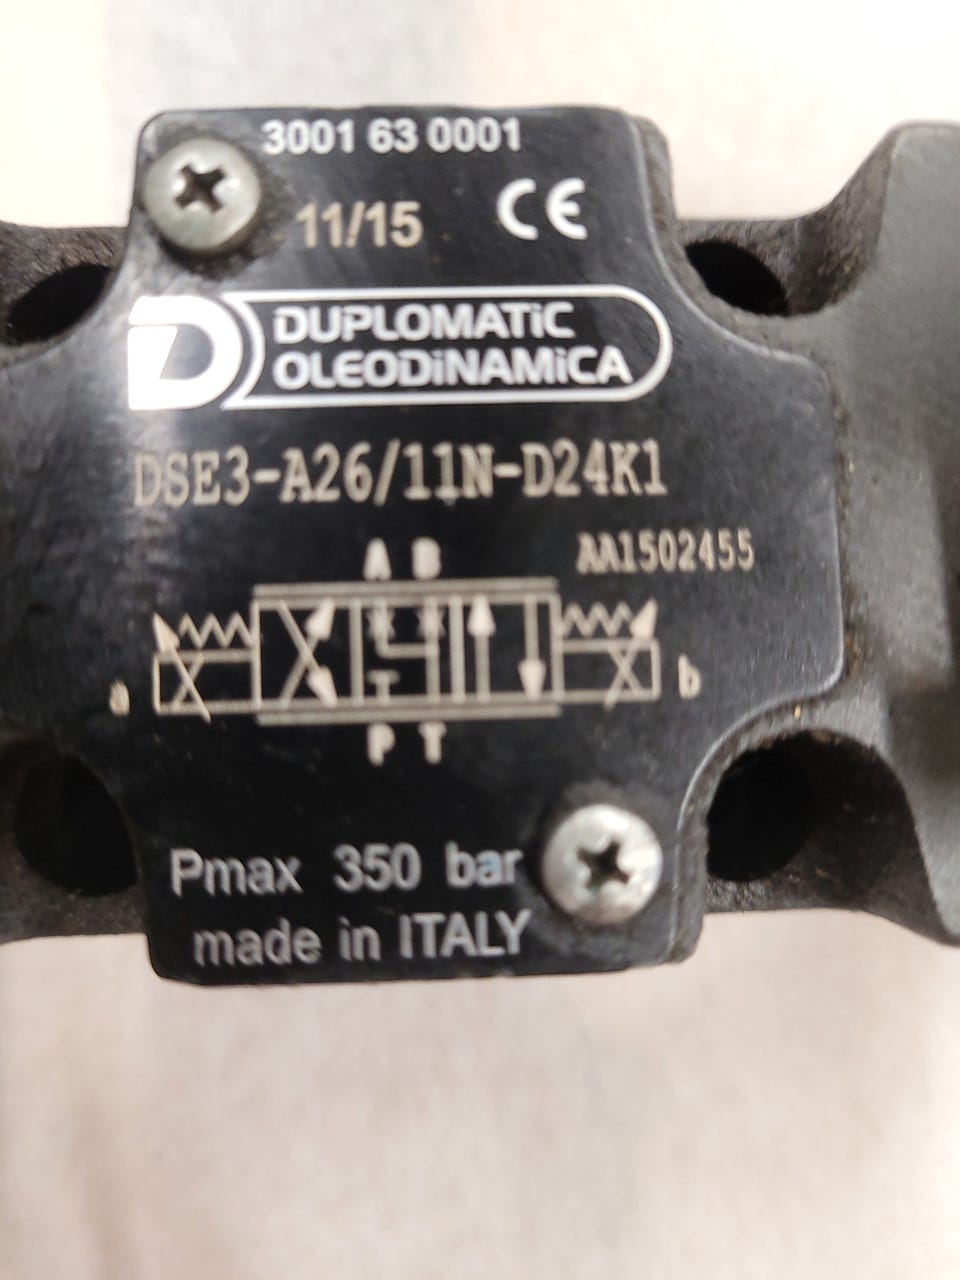 3001 63 0001
11/15 CE
DUPLOMATiC
OLEODiNAMiCA
DSE3-A26/11N-D24K1
A B
AA1502455
a b
P T
Pmax 350 bar
made in ITALY